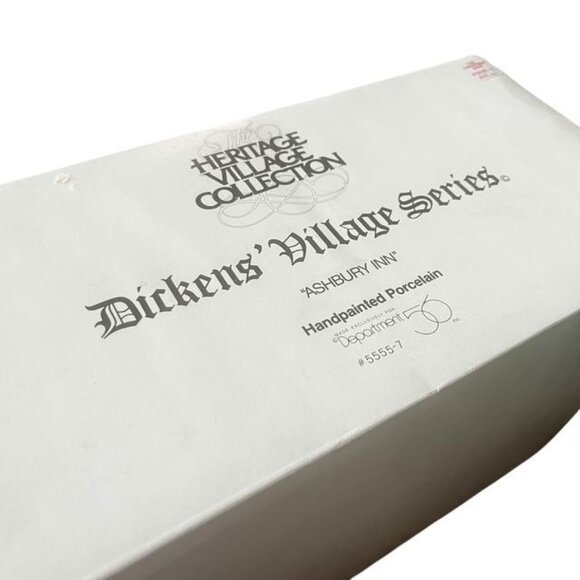 The
HERITAGE
VILLAGE
COLLECTION
Dickens' Village Series©
"ASHBURY INN"
Handpainted Porcelain
MADE EXCLUSIVELY FOR
©Department 56 INC.
#5555-7